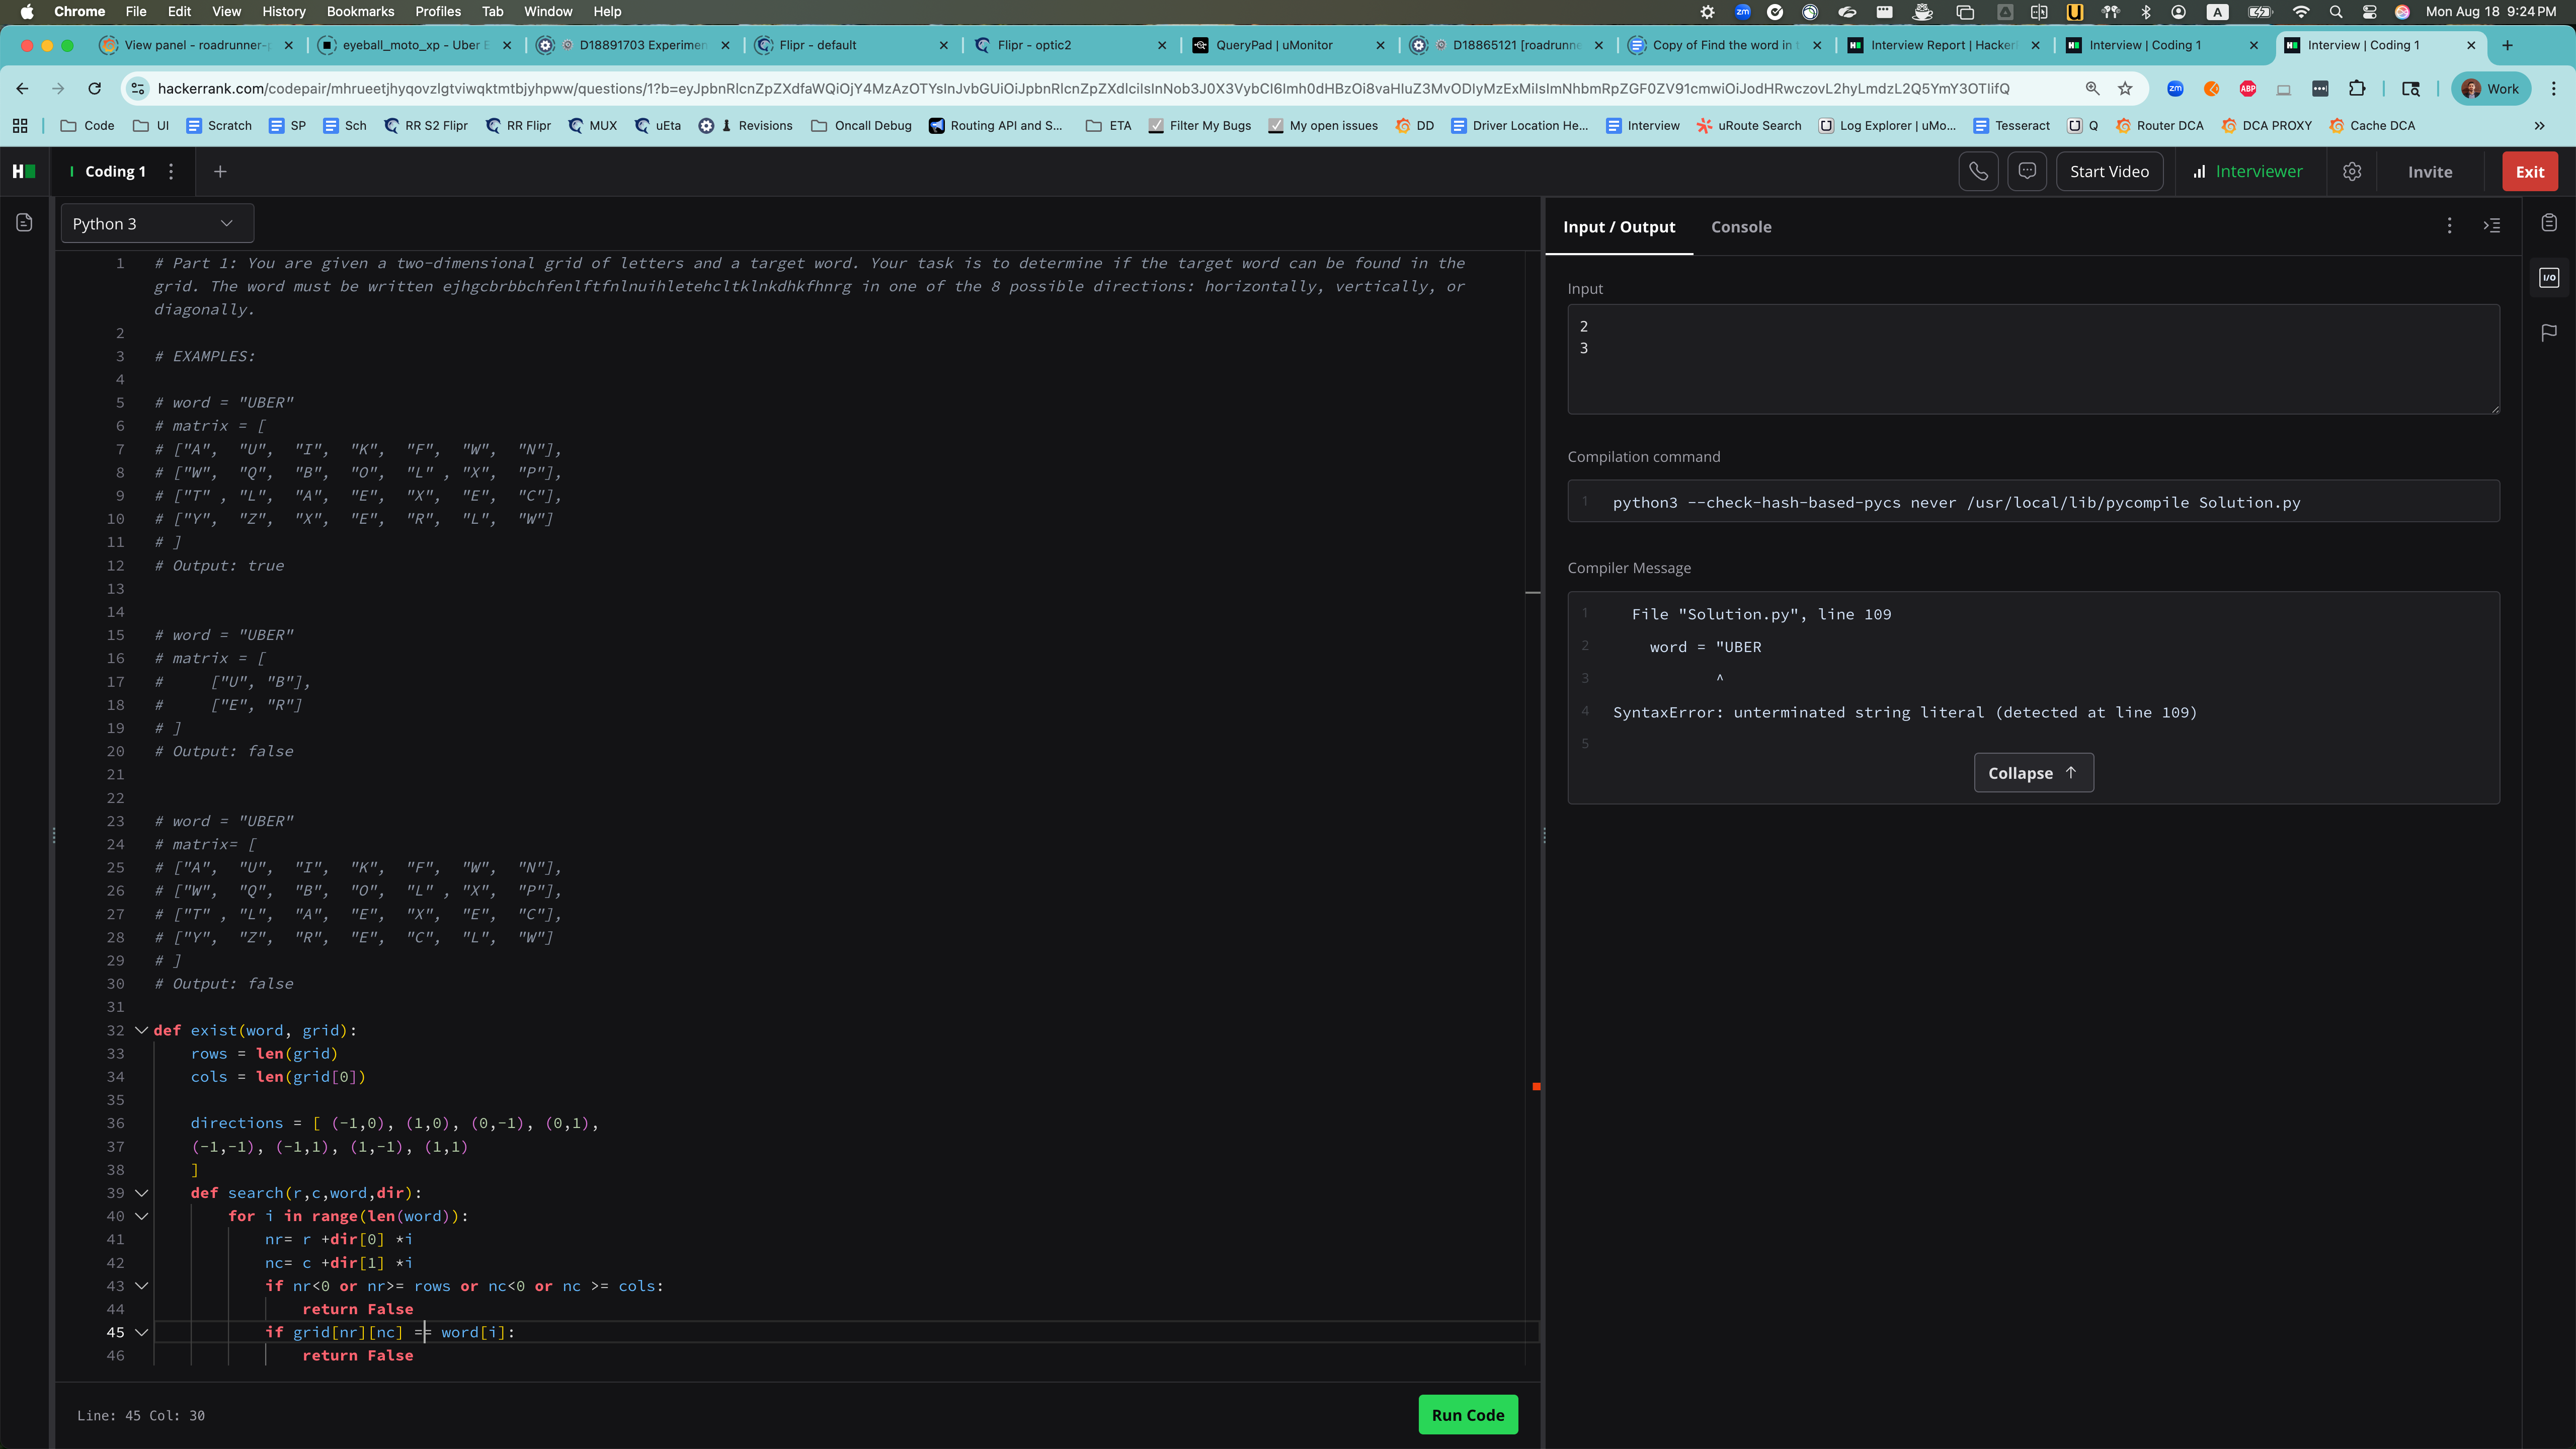 Chrome File Edit View History Bookmarks Profiles Tab Window Help
zm A Mon Aug 18 9:24 PM
View panel - roadrunner-p
eyeball_moto_xp - Uber E
D18891703 Experimen
Flipr - default
Flipr - optic2
QueryPad | uMonitor
D18865121 [roadrunne
Copy of Find the word in t
Interview Report | Hacker
Interview | Coding 1
Interview | Coding 1
Code UI Scratch SP Sch RR S2 Flipr RR Flipr MUX uEta Revisions Oncall Debug Routing API and S... ETA Filter My Bugs My open issues DD Driver Location He... Interview uRoute Search Log Explorer | uMo... Tesseract Q Router DCA DCA PROXY Cache DCA
zm ABP Work
Coding 1
Start Video
Interviewer
Invite
Exit
Python 3
1 # Part 1: You are given a two-dimensional grid of letters and a target word. Your task is to determine if the target word can be found in the
grid. The word must be written ejhgcbrbbchfenlftfnlnuihletehcltklnkdhkfhnrg in one of the 8 possible directions: horizontally, vertically, or
diagonally.
2
3 # EXAMPLES:
4
5 # word = "UBER"
6 # matrix = [
7 # ["A", "U", "I", "K", "F", "W", "N"],
8 # ["W", "Q", "B", "O", "L" , "X", "P"],
9 # ["T" , "L", "A", "E", "X", "E", "C"],
10 # ["Y", "Z", "X", "E", "R", "L", "W"]
11 # ]
12 # Output: true
13
14
15 # word = "UBER"
16 # matrix = [
17 # ["U", "B"],
18 # ["E", "R"]
19 # ]
20 # Output: false
21
22
23 # word = "UBER"
24 # matrix= [
25 # ["A", "U", "I", "K", "F", "W", "N"],
26 # ["W", "Q", "B", "O", "L" , "X", "P"],
27 # ["T" , "L", "A", "E", "X", "E", "C"],
28 # ["Y", "Z", "R", "E", "C", "L", "W"]
29 # ]
30 # Output: false
31
32 def exist(word, grid):
33 rows = len(grid)
34 cols = len(grid[0])
35
36 directions = [ (-1,0), (1,0), (0,-1), (0,1),
37 (-1,-1), (-1,1), (1,-1), (1,1)
38 ]
39 def search(r,c,word,dir):
40 for i in range(len(word)):
41 nr= r +dir[0] *i
42 nc= c +dir[1] *i
43 if nr<0 or nr>= rows or nc<0 or nc >= cols:
44 return False
45 if grid[nr][nc] == word[i]:
46 return False
Line: 45 Col: 30
Run Code
Input / Output
Console
Input
2
3
Compilation command
1 python3 --check-hash-based-pycs never /usr/local/lib/pycompile Solution.py
Compiler Message
1 File "Solution.py", line 109
2 word = "UBER
3 ^
4 SyntaxError: unterminated string literal (detected at line 109)
5
Collapse ↑
I/O